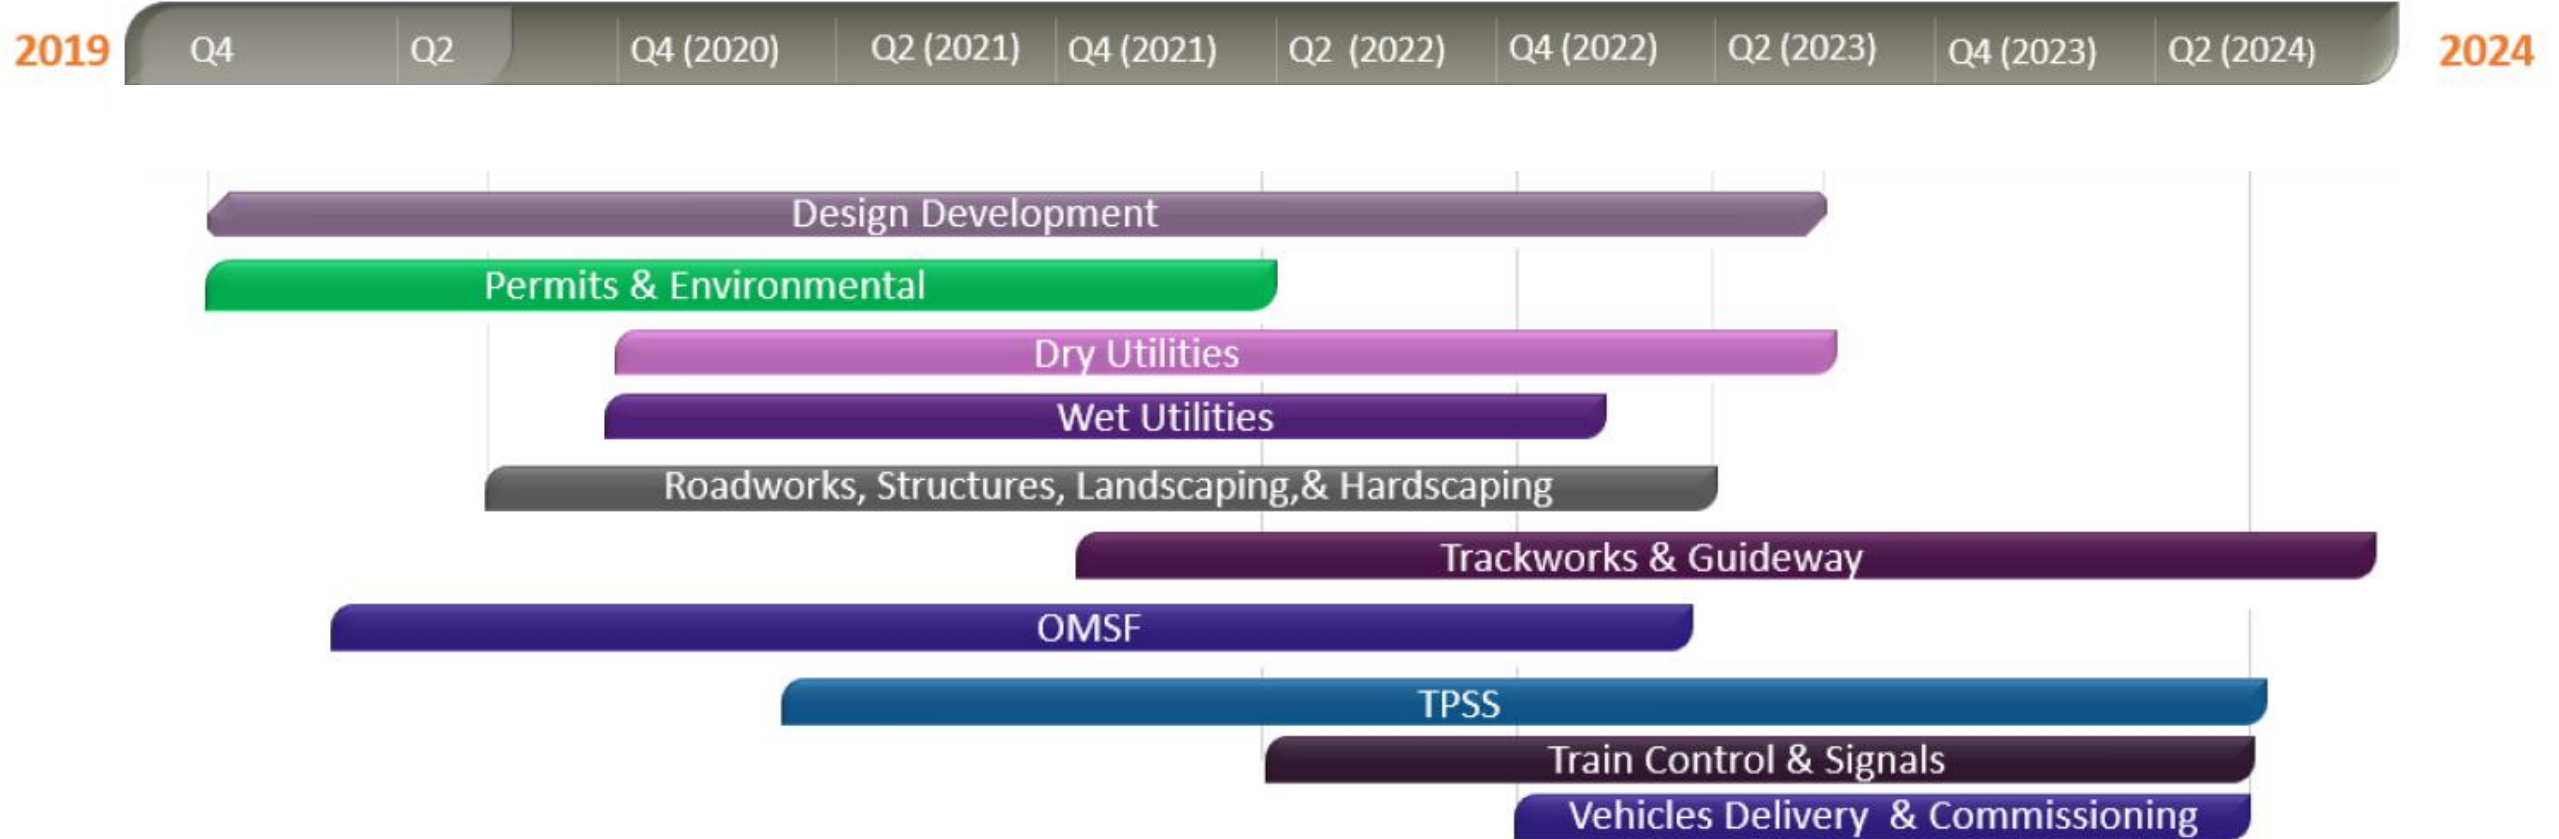 2019 Q4 Q2 Q4 (2020) Q2 (2021) Q4 (2021) Q2 (2022) Q4 (2022) Q2 (2023) Q4 (2023) Q2 (2024) 2024
Design Development
Permits & Environmental
Dry Utilities
Wet Utilities
Roadworks, Structures, Landscaping,& Hardscaping
Trackworks & Guideway
OMSF
TPSS
Train Control & Signals
Vehicles Delivery & Commissioning